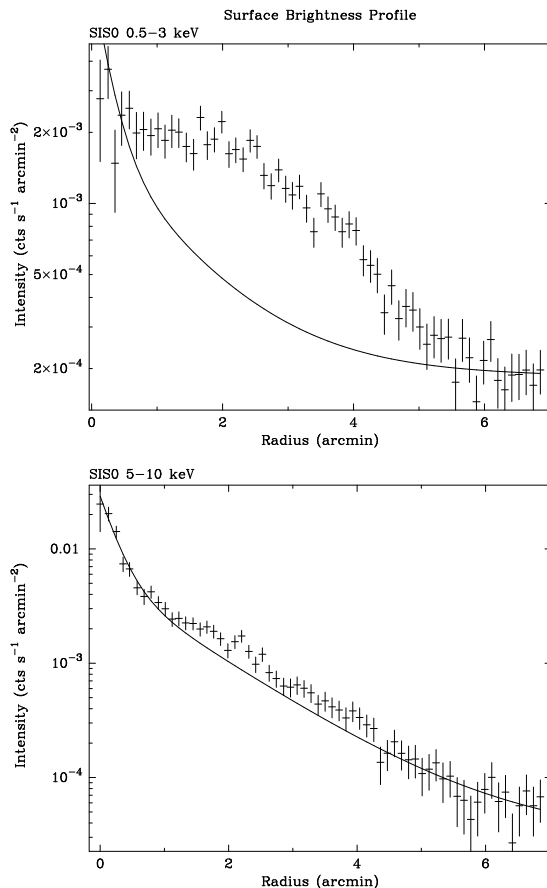 Surface Brightness Profile
SIS0 0.5−3 keV
Intensity (cts s⁻¹ arcmin⁻²)
2×10⁻³
10⁻³
5×10⁻⁴
2×10⁻⁴
0 2 4 6
Radius (arcmin)
SIS0 5−10 keV
Intensity (cts s⁻¹ arcmin⁻²)
0.01
10⁻³
10⁻⁴
0 2 4 6
Radius (arcmin)